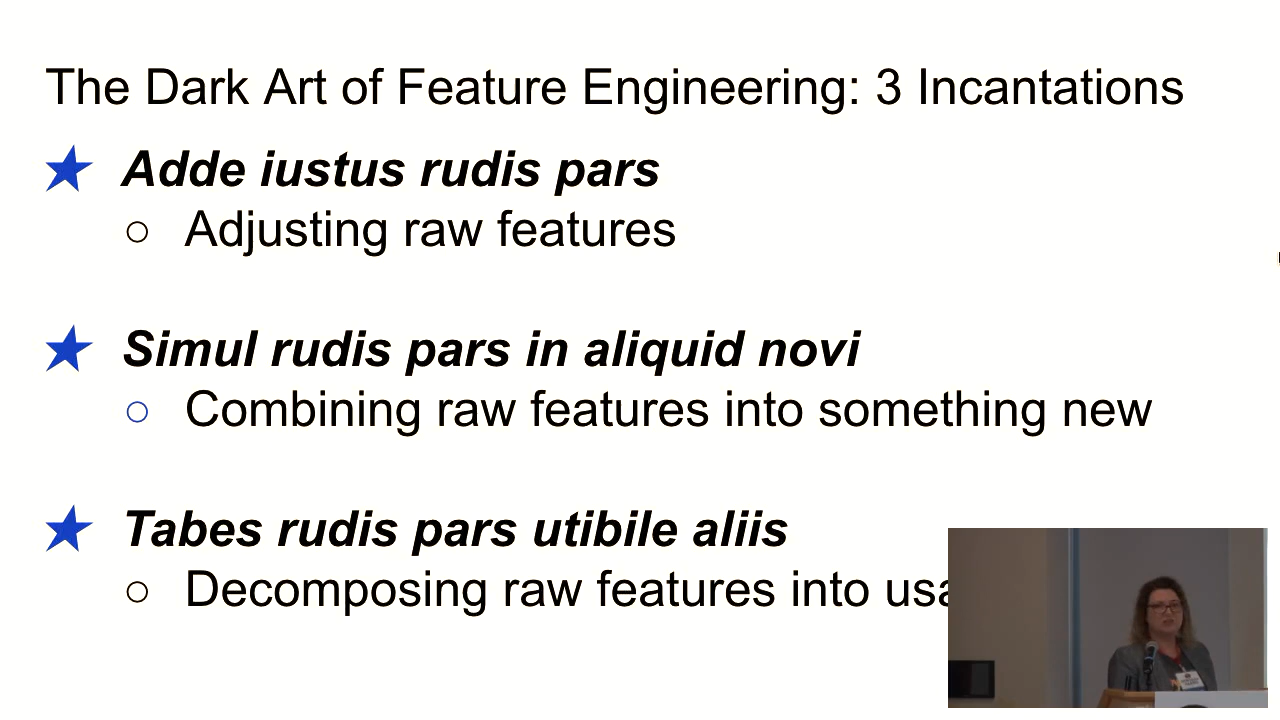 The Dark Art of Feature Engineering: 3 Incantations
Adde iustus rudis pars
Adjusting raw features
Simul rudis pars in aliquid novi
Combining raw features into something new
Tabes rudis pars utibile aliis
Decomposing raw features into